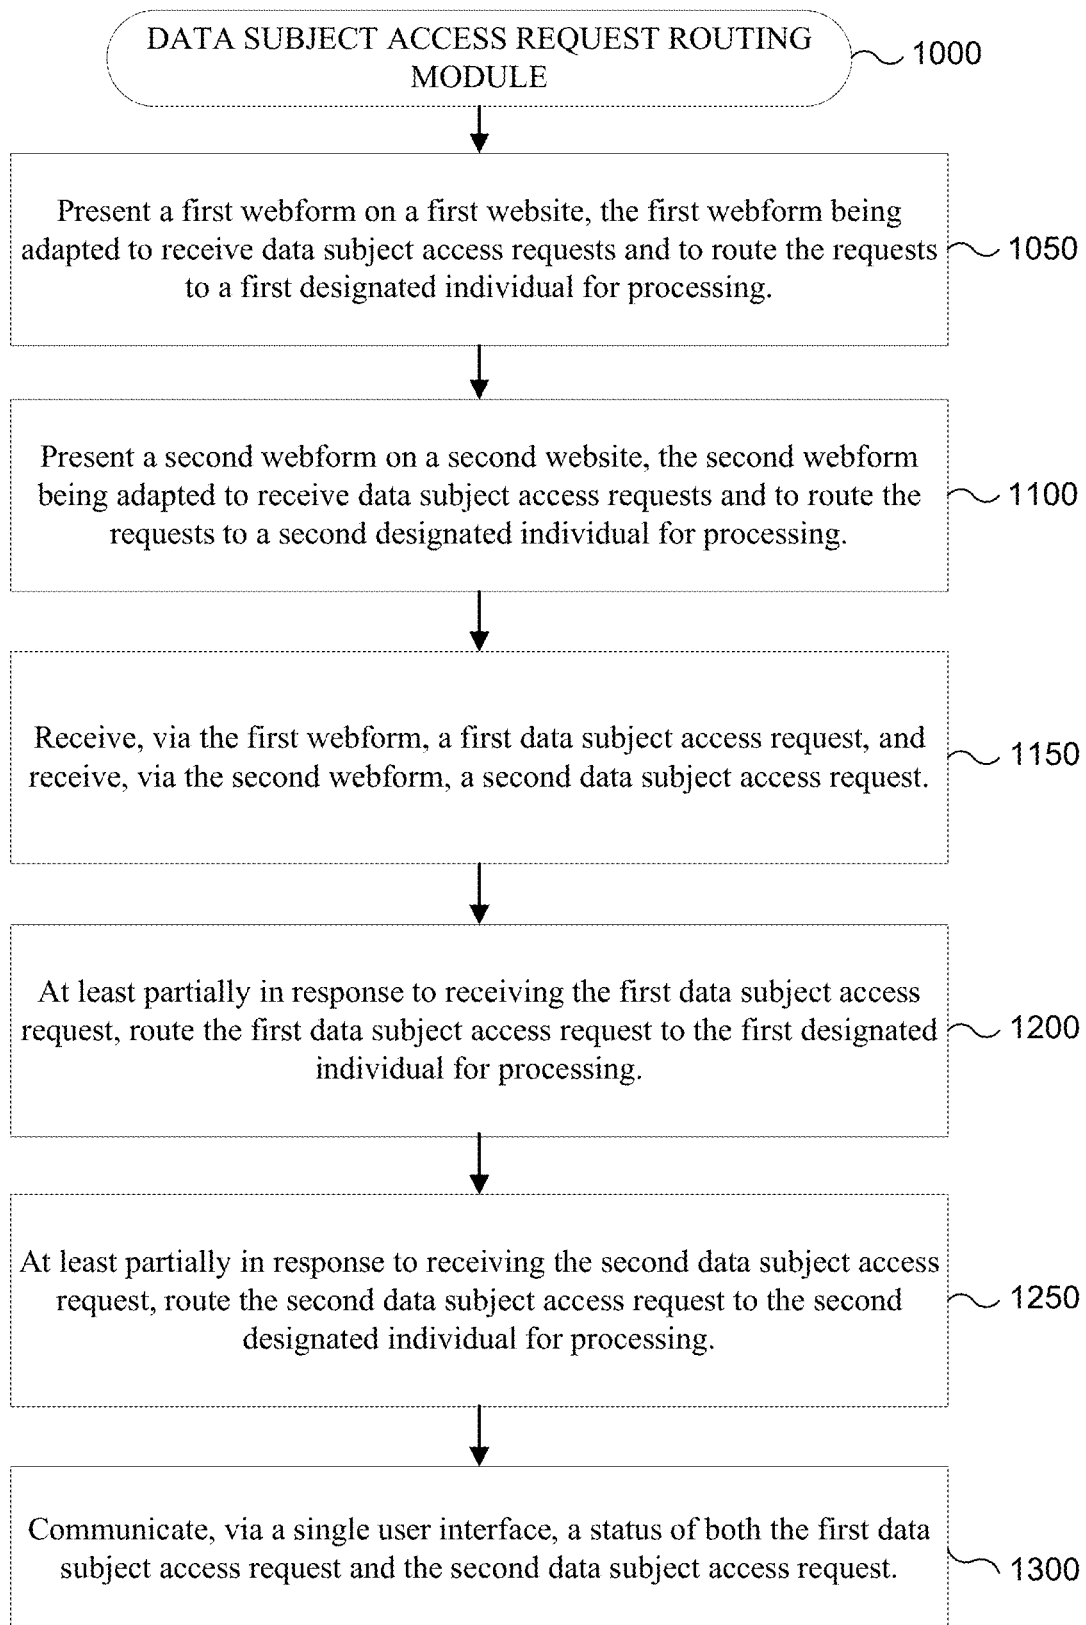 DATA SUBJECT ACCESS REQUEST ROUTING
MODULE
1000
Present a first webform on a first website, the first webform being
adapted to receive data subject access requests and to route the requests
to a first designated individual for processing.
1050
Present a second webform on a second website, the second webform
being adapted to receive data subject access requests and to route the
requests to a second designated individual for processing.
1100
Receive, via the first webform, a first data subject access request, and
receive, via the second webform, a second data subject access request.
1150
At least partially in response to receiving the first data subject access
request, route the first data subject access request to the first designated
individual for processing.
1200
At least partially in response to receiving the second data subject access
request, route the second data subject access request to the second
designated individual for processing.
1250
Communicate, via a single user interface, a status of both the first data
subject access request and the second data subject access request.
1300